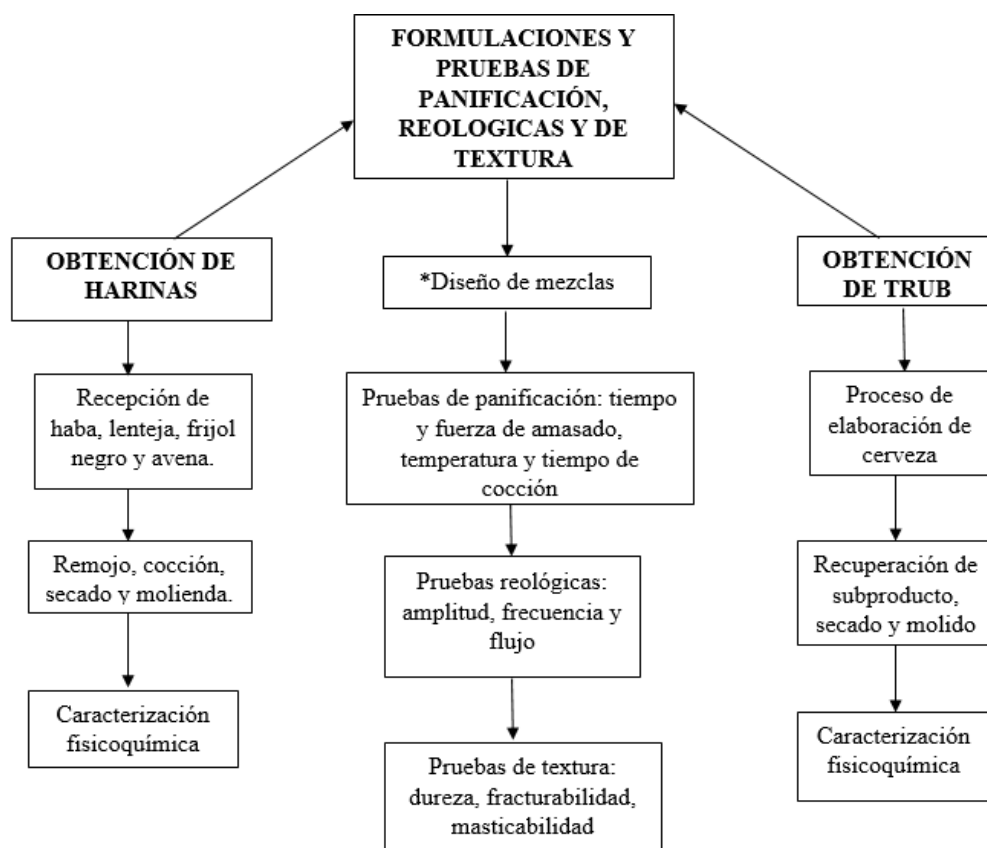 FORMULACIONES Y
PRUEBAS DE
PANIFICACIÓN,
REOLOGICAS Y DE
TEXTURA
OBTENCIÓN DE
HARINAS
Recepción de
haba, lenteja, frijol
negro y avena.
Remojo, cocción,
secado y molienda.
Caracterización
fisicoquímica
*Diseño de mezclas
Pruebas de panificación: tiempo
y fuerza de amasado,
temperatura y tiempo de
cocción
Pruebas reológicas:
amplitud, frecuencia y
flujo
Pruebas de textura:
dureza, fracturabilidad,
masticabilidad
OBTENCIÓN
DE TRUB
Proceso de
elaboración de
cerveza
Recuperación de
subproducto,
secado y molido
Caracterización
fisicoquímica